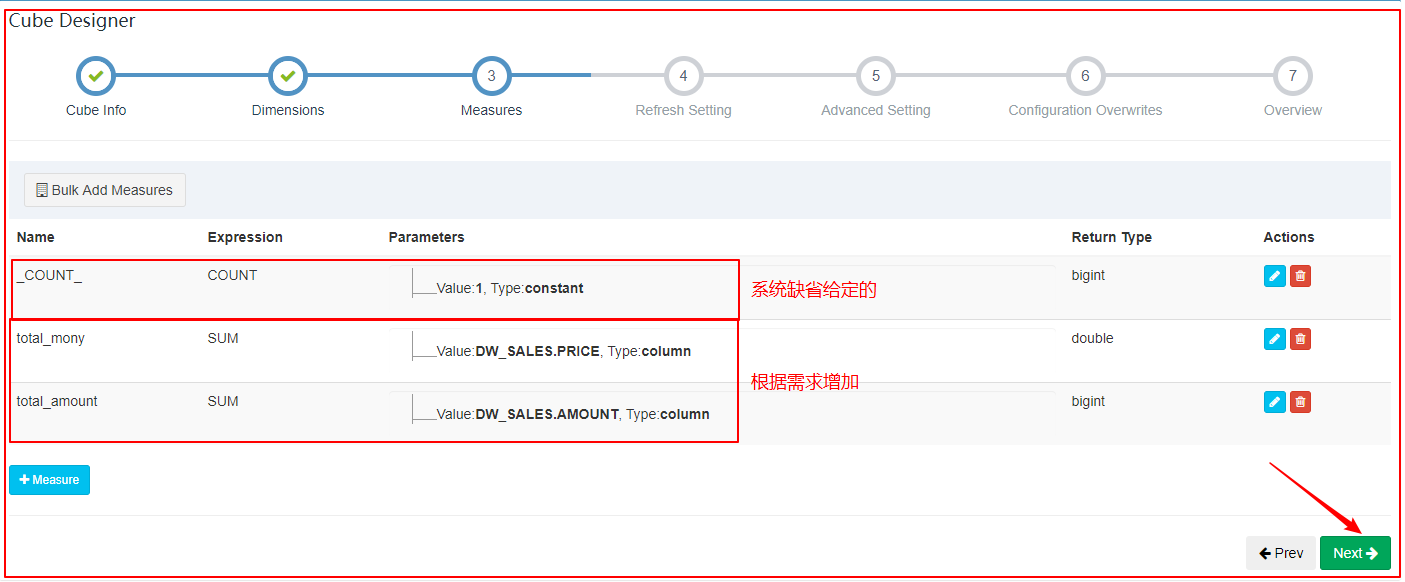 Cube Designer
3 4 5 6 7
Cube Info Dimensions Measures Refresh Setting Advanced Setting Configuration Overwrites Overview
Bulk Add Measures
Name Expression Parameters Return Type Actions
_COUNT_ COUNT Value:1, Type:constant bigint
系统缺省给定的
total_mony SUM Value:DW_SALES.PRICE, Type:column double
根据需求增加
total_amount SUM Value:DW_SALES.AMOUNT, Type:column bigint
Measure
Prev Next